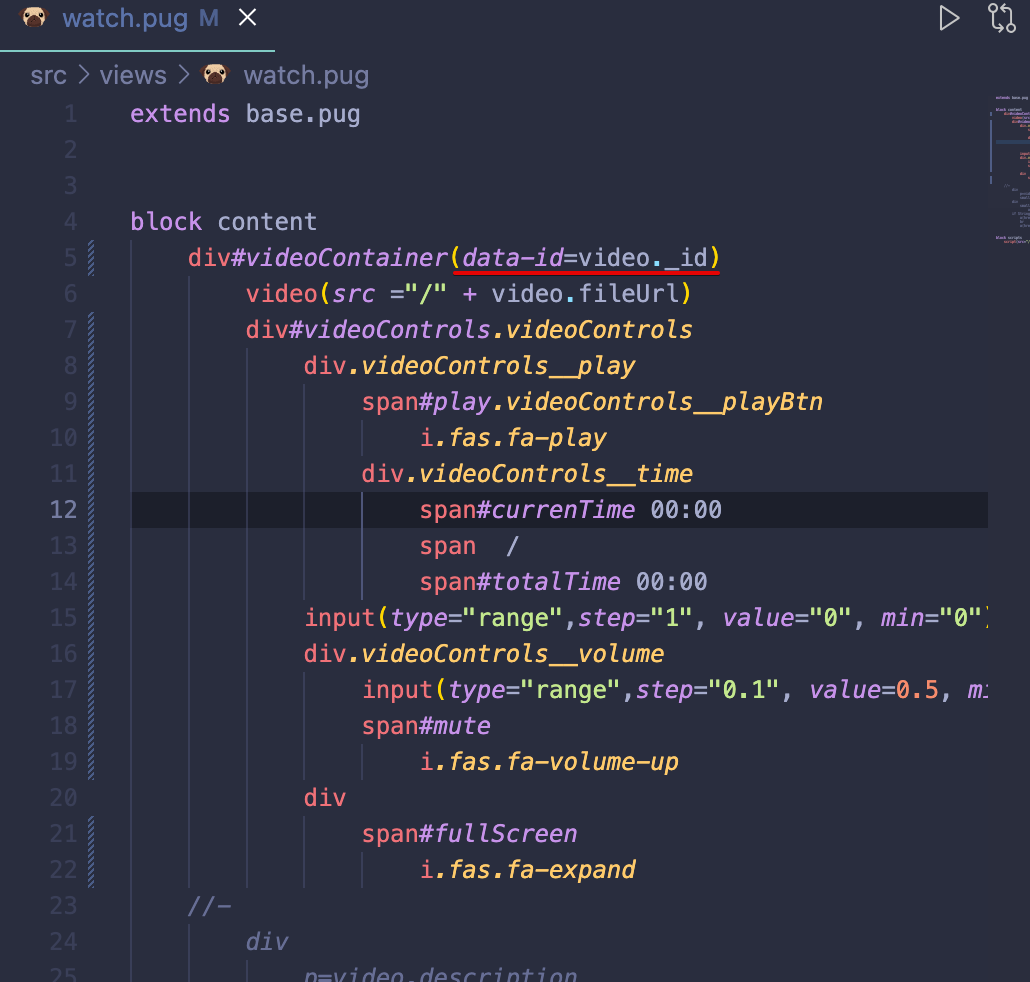 watch.pug M
src > views > watch.pug
1 extends base.pug
2
3
4 block content
5 div#videoContainer(data-id=video._id)
6 video(src ="/" + video.fileUrl)
7 div#videoControls.videoControls
8 div.videoControls__play
9 span#play.videoControls__playBtn
10 i.fas.fa-play
11 div.videoControls__time
12 span#currenTime 00:00
13 span  /
14 span#totalTime 00:00
15 input(type="range",step="1", value="0", min="0")
16 div.videoControls__volume
17 input(type="range",step="0.1", value=0.5, mi
18 span#mute
19 i.fas.fa-volume-up
20 div
21 span#fullScreen
22 i.fas.fa-expand
23 //-
24 div
25 p=video.description